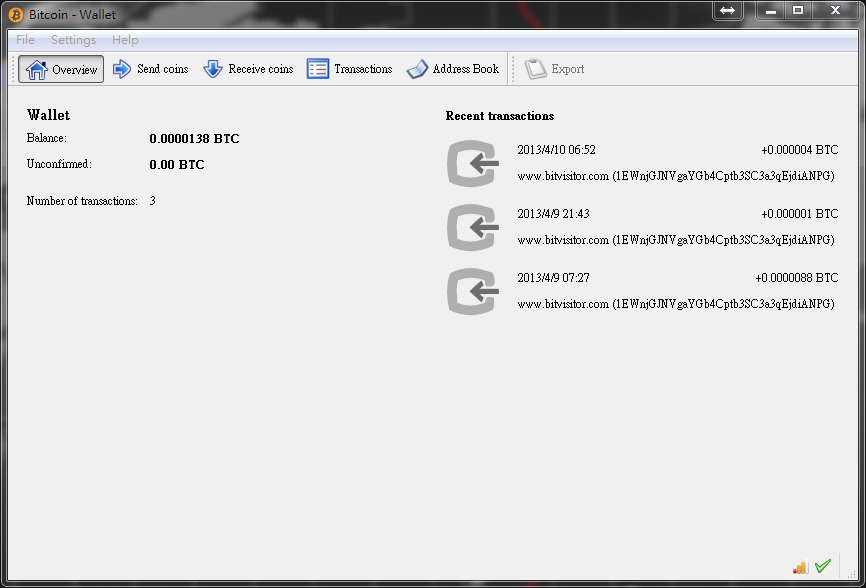 Bitcoin - Wallet
File Settings Help
Overview Send coins Receive coins Transactions Address Book Export
Wallet
Balance: 0.0000138 BTC
Unconfirmed: 0.00 BTC
Number of transactions: 3
Recent transactions
2013/4/10 06:52 +0.000004 BTC
www.bitvisitor.com (1EWnjGJNVgaYGb4Cptb3SC3a3qEjdiANPG)
2013/4/9 21:43 +0.000001 BTC
www.bitvisitor.com (1EWnjGJNVgaYGb4Cptb3SC3a3qEjdiANPG)
2013/4/9 07:27 +0.0000088 BTC
www.bitvisitor.com (1EWnjGJNVgaYGb4Cptb3SC3a3qEjdiANPG)